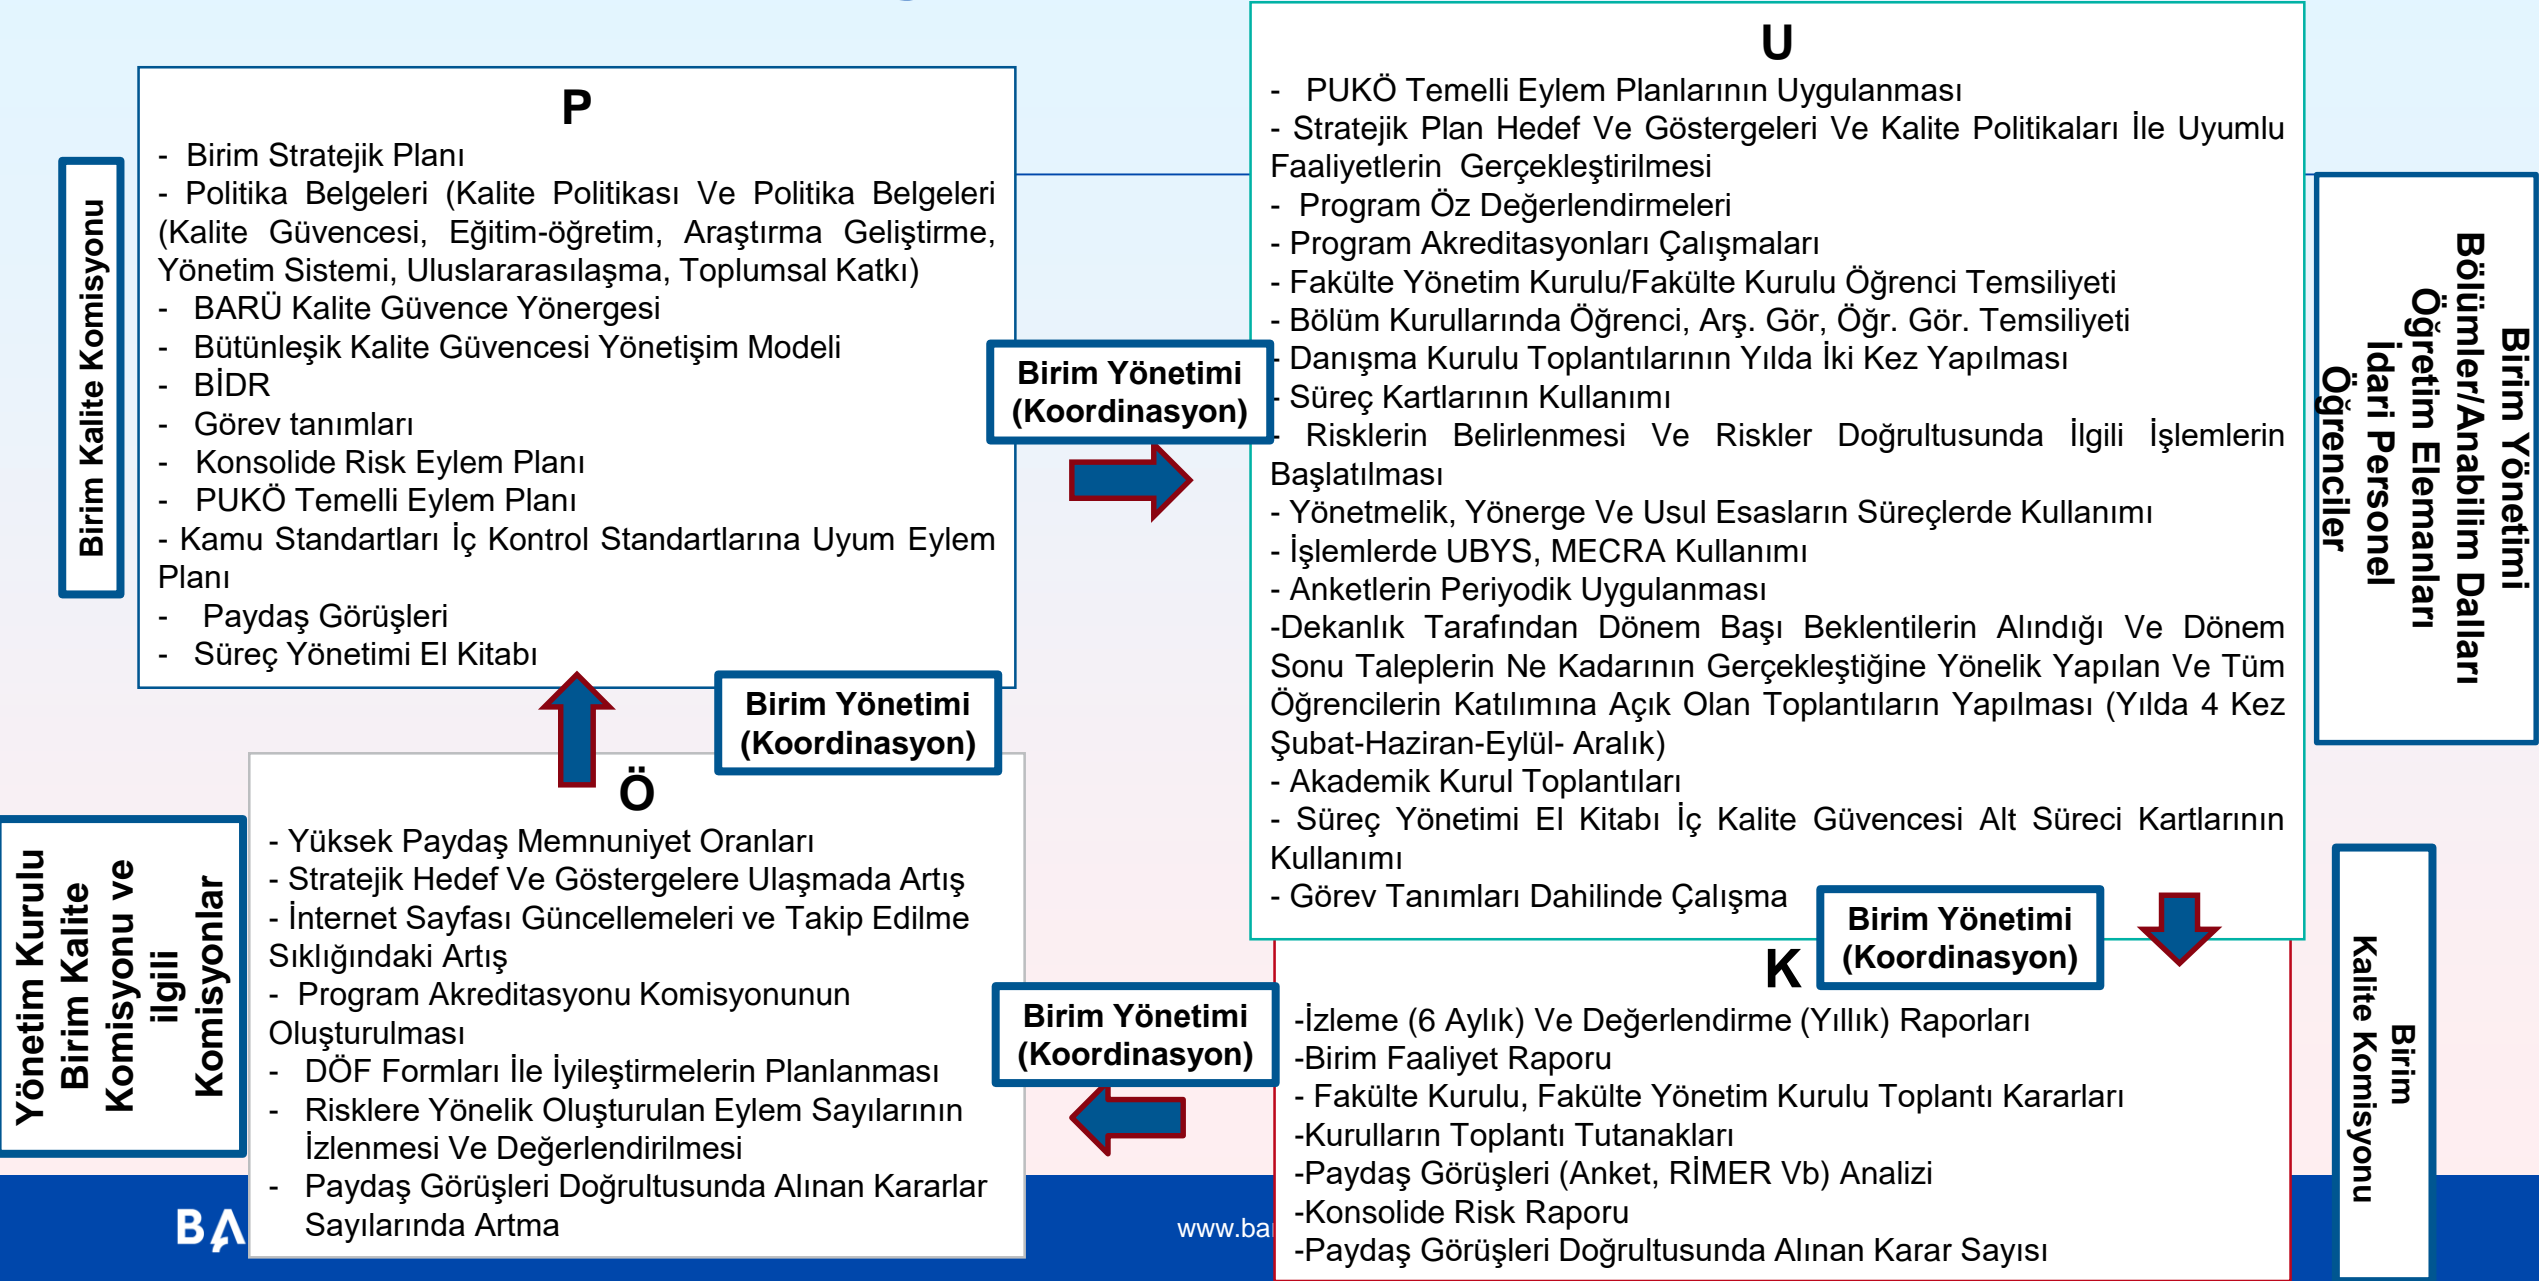 P
- Birim Stratejik Planı
- Politika Belgeleri (Kalite Politikası Ve Politika Belgeleri
(Kalite Güvencesi, Eğitim-öğretim, Araştırma Geliştirme,
Yönetim Sistemi, Uluslararasılaşma, Toplumsal Katkı)
- BARÜ Kalite Güvence Yönergesi
- Bütünleşik Kalite Güvencesi Yönetişim Modeli
- BİDR
- Görev tanımları
- Konsolide Risk Eylem Planı
- PUKÖ Temelli Eylem Planı
- Kamu Standartları İç Kontrol Standartlarına Uyum Eylem
Planı
- Paydaş Görüşleri
- Süreç Yönetimi El Kitabı
Birim Kalite Komisyonu
Birim Yönetimi
(Koordinasyon)
U
- PUKÖ Temelli Eylem Planlarının Uygulanması
- Stratejik Plan Hedef Ve Göstergeleri Ve Kalite Politikaları İle Uyumlu
Faaliyetlerin Gerçekleştirilmesi
- Program Öz Değerlendirmeleri
- Program Akreditasyonları Çalışmaları
- Fakülte Yönetim Kurulu/Fakülte Kurulu Öğrenci Temsiliyeti
- Bölüm Kurullarında Öğrenci, Arş. Gör, Öğr. Gör. Temsiliyeti
- Danışma Kurulu Toplantılarının Yılda İki Kez Yapılması
- Süreç Kartlarının Kullanımı
- Risklerin Belirlenmesi Ve Riskler Doğrultusunda İlgili İşlemlerin
Başlatılması
- Yönetmelik, Yönerge Ve Usul Esasların Süreçlerde Kullanımı
- İşlemlerde UBYS, MECRA Kullanımı
- Anketlerin Periyodik Uygulanması
-Dekanlık Tarafından Dönem Başı Beklentilerin Alındığı Ve Dönem
Sonu Taleplerin Ne Kadarının Gerçekleştiğine Yönelik Yapılan Ve Tüm
Öğrencilerin Katılımına Açık Olan Toplantıların Yapılması (Yılda 4 Kez
Şubat-Haziran-Eylül- Aralık)
- Akademik Kurul Toplantıları
- Süreç Yönetimi El Kitabı İç Kalite Güvencesi Alt Süreci Kartlarının
Kullanımı
- Görev Tanımları Dahilinde Çalışma
Birim Yönetimi
Bölümler/Anabilim Dalları
Öğretim Elemanları
İdari Personel
Öğrenciler
Birim Yönetimi
(Koordinasyon)
K
-İzleme (6 Aylık) Ve Değerlendirme (Yıllık) Raporları
-Birim Faaliyet Raporu
- Fakülte Kurulu, Fakülte Yönetim Kurulu Toplantı Kararları
-Kurulların Toplantı Tutanakları
-Paydaş Görüşleri (Anket, RİMER Vb) Analizi
-Konsolide Risk Raporu
-Paydaş Görüşleri Doğrultusunda Alınan Karar Sayısı
Birim
Kalite Komisyonu
Birim Yönetimi
(Koordinasyon)
Ö
- Yüksek Paydaş Memnuniyet Oranları
- Stratejik Hedef Ve Göstergelere Ulaşmada Artış
- İnternet Sayfası Güncellemeleri ve Takip Edilme
Sıklığındaki Artış
- Program Akreditasyonu Komisyonunun
Oluşturulması
- DÖF Formları İle İyileştirmelerin Planlanması
- Risklere Yönelik Oluşturulan Eylem Sayılarının
İzlenmesi Ve Değerlendirilmesi
- Paydaş Görüşleri Doğrultusunda Alınan Kararlar
Sayılarında Artma
Yönetim Kurulu
Birim Kalite
Komisyonu ve
ilgili
Komisyonlar
Birim Yönetimi
(Koordinasyon)
BA
www.ba